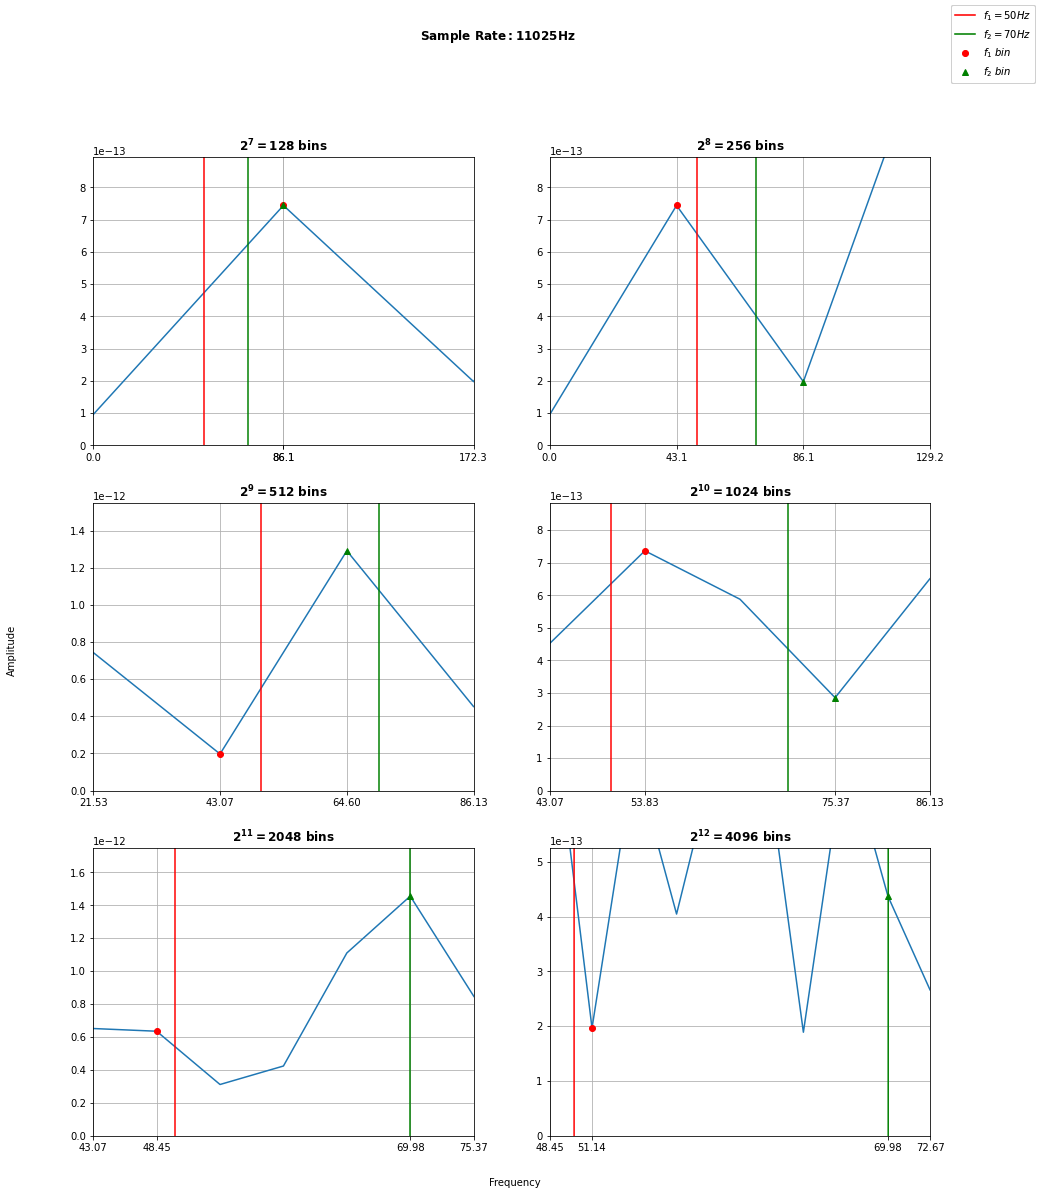 Sample Rate: 11025Hz
f₁ = 50Hz
f₂ = 70Hz
f₁ bin
f₂ bin
2⁷ = 128 bins
1e−13
8
7
6
5
4
3
2
1
0
0.0 86.1 172.3
2⁸ = 256 bins
1e−13
8
7
6
5
4
3
2
1
0
0.0 43.1 86.1 129.2
2⁹ = 512 bins
1e−12
1.4
1.2
1.0
0.8
0.6
0.4
0.2
0.0
21.53 43.07 64.60 86.13
2¹⁰ = 1024 bins
1e−13
8
7
6
5
4
3
2
1
0
43.07 53.83 75.37 86.13
Amplitude
2¹¹ = 2048 bins
1e−12
1.6
1.4
1.2
1.0
0.8
0.6
0.4
0.2
0.0
43.07 48.45 69.98 75.37
2¹² = 4096 bins
1e−13
5
4
3
2
1
0
48.45 51.14 69.98 72.67
Frequency